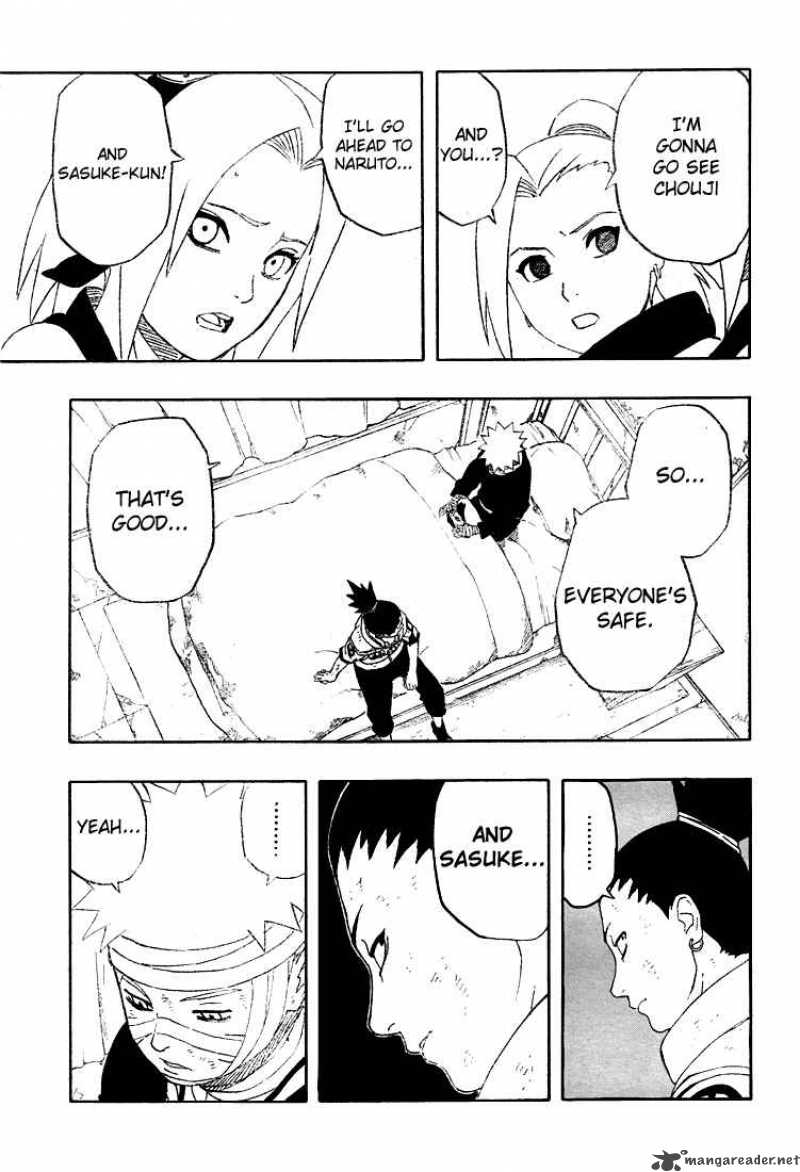 I'M
GONNA
GO SEE
CHOUJI
AND
YOU...?
I'LL GO
AHEAD TO
NARUTO...
AND
SASUKE-KUN!
SO...
EVERYONE'S
SAFE.
THAT'S
GOOD...
.........
AND
SASUKE...
.........
YEAH...
mangareader.net